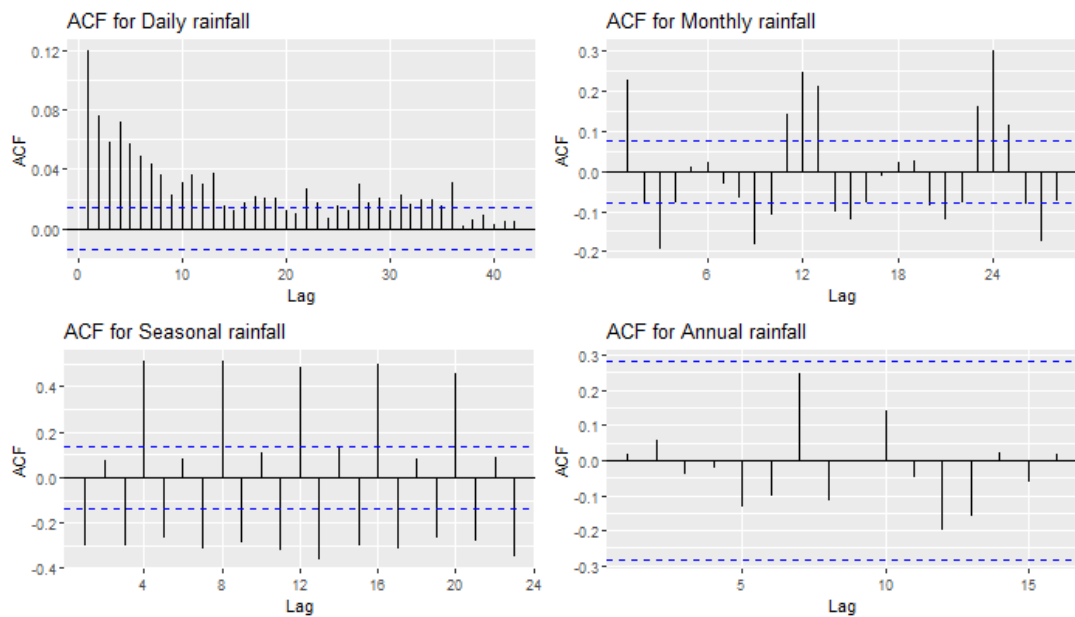 ACF for Daily rainfall
0.12
0.08
0.04
0.00
ACF
0 10 20 30 40
Lag
ACF for Monthly rainfall
0.3
0.2
0.1
0.0
-0.1
-0.2
ACF
6 12 18 24
Lag
ACF for Seasonal rainfall
0.4
0.2
0.0
-0.2
-0.4
ACF
4 8 12 16 20 24
Lag
ACF for Annual rainfall
0.3
0.2
0.1
0.0
-0.1
-0.2
-0.3
ACF
5 10 15
Lag